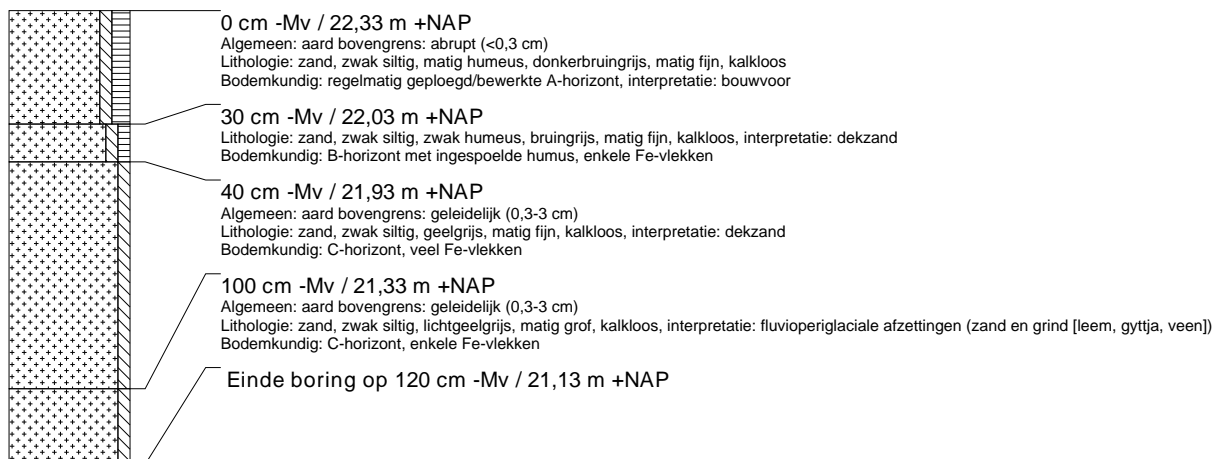 0 cm -Mv / 22,33 m +NAP
Algemeen: aard bovengrens: abrupt (<0,3 cm)
Lithologie: zand, zwak siltig, matig humeus, donkerbruingrijs, matig fijn, kalkloos
Bodemkundig: regelmatig geploegd/bewerkte A-horizont, interpretatie: bouwvoor
30 cm -Mv / 22,03 m +NAP
Lithologie: zand, zwak siltig, zwak humeus, bruingrijs, matig fijn, kalkloos, interpretatie: dekzand
Bodemkundig: B-horizont met ingespoelde humus, enkele Fe-vlekken
40 cm -Mv / 21,93 m +NAP
Algemeen: aard bovengrens: geleidelijk (0,3-3 cm)
Lithologie: zand, zwak siltig, geelgrijs, matig fijn, kalkloos, interpretatie: dekzand
Bodemkundig: C-horizont, veel Fe-vlekken
100 cm -Mv / 21,33 m +NAP
Algemeen: aard bovengrens: geleidelijk (0,3-3 cm)
Lithologie: zand, zwak siltig, lichtgeelgrijs, matig grof, kalkloos, interpretatie: fluvioperiglaciale afzettingen (zand en grind [leem, gyttja, veen])
Bodemkundig: C-horizont, enkele Fe-vlekken
Einde boring op 120 cm -Mv / 21,13 m +NAP